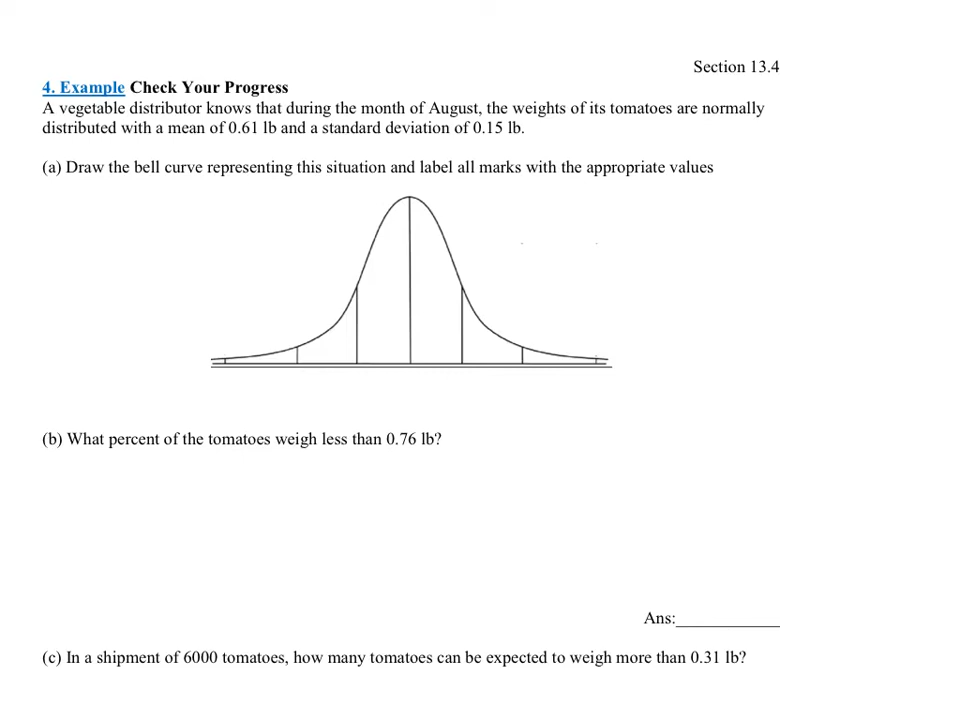 Section 13.4
4. Example Check Your Progress
A vegetable distributor knows that during the month of August, the weights of its tomatoes are normally
distributed with a mean of 0.61 lb and a standard deviation of 0.15 lb.
(a) Draw the bell curve representing this situation and label all marks with the appropriate values
(b) What percent of the tomatoes weigh less than 0.76 lb?
Ans:____________
(c) In a shipment of 6000 tomatoes, how many tomatoes can be expected to weigh more than 0.31 lb?